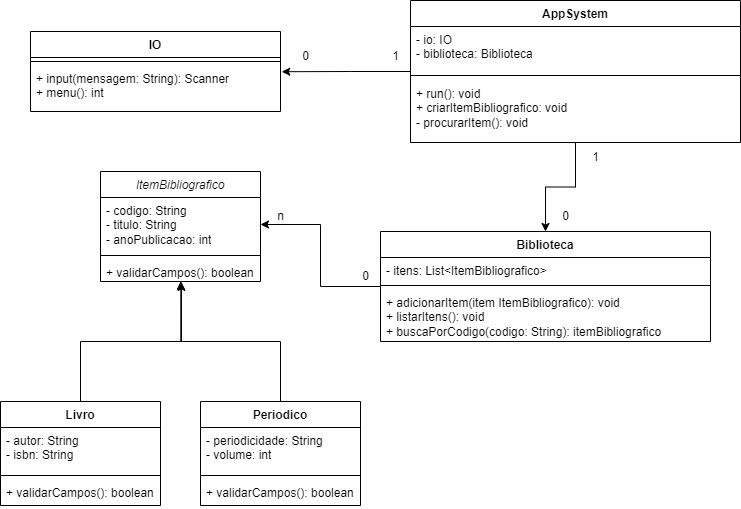 AppSystem
- io: IO
- biblioteca: Biblioteca
+ run(): void
+ criarItemBibliografico: void
- procurarItem(): void
IO
+ input(mensagem: String): Scanner
+ menu(): int
0
1
1
0
ItemBibliografico
- codigo: String
- titulo: String
- anoPublicacao: int
+ validarCampos(): boolean
n
0
Biblioteca
- itens: List<ItemBibliografico>
+ adicionarItem(item ItemBibliografico): void
+ listarItens(): void
+ buscaPorCodigo(codigo: String): itemBibliografico
Livro
- autor: String
- isbn: String
+ validarCampos(): boolean
Periodico
- periodicidade: String
- volume: int
+ validarCampos(): boolean